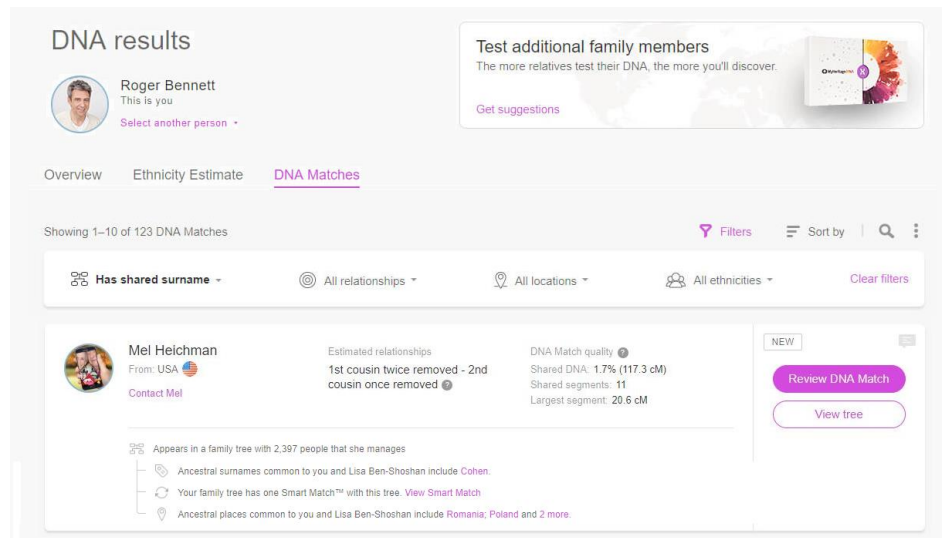 DNA results
Roger Bennett
This is you
Select another person
Test additional family members
The more relatives test their DNA, the more you'll discover.
Get suggestions
MyHeritage DNA
Overview Ethnicity Estimate DNA Matches
Showing 1–10 of 123 DNA Matches
Filters Sort by
Has shared surname All relationships All locations All ethnicities Clear filters
Mel Heichman
From: USA
Contact Mel
Estimated relationships
1st cousin twice removed - 2nd
cousin once removed
DNA Match quality
Shared DNA: 1.7% (117.3 cM)
Shared segments: 11
Largest segment: 20.6 cM
NEW
Review DNA Match
View tree
Appears in a family tree with 2,397 people that she manages
Ancestral surnames common to you and Lisa Ben-Shoshan include Cohen.
Your family tree has one Smart Match™ with this tree. View Smart Match
Ancestral places common to you and Lisa Ben-Shoshan include Romania; Poland and 2 more.